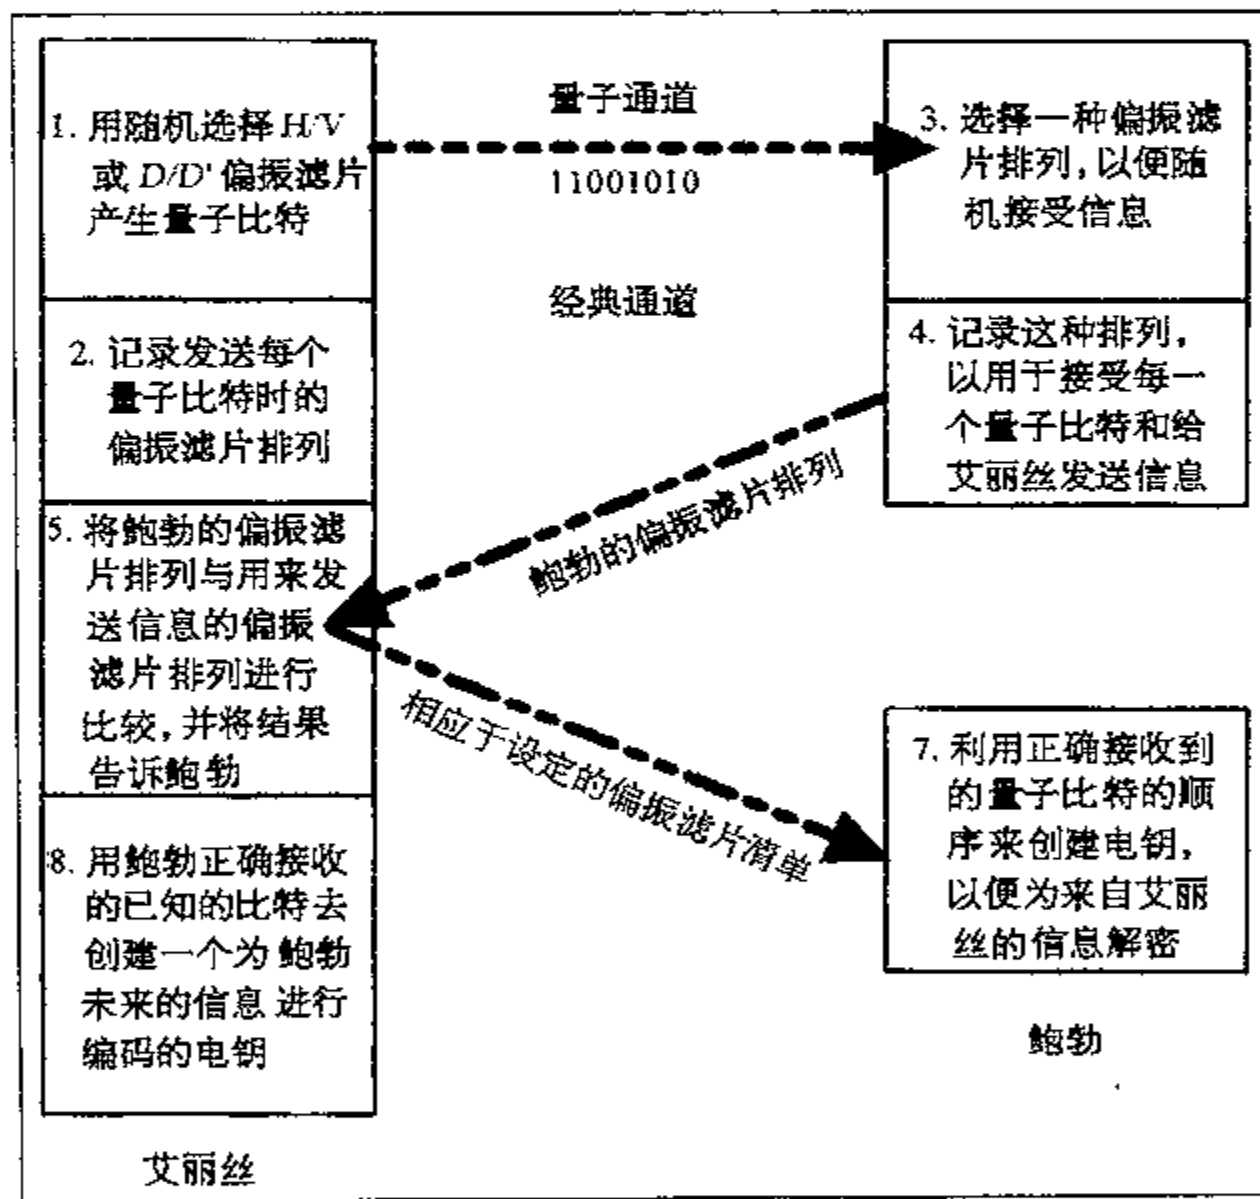 1. 用随机选择 H/V
或 D/D' 偏振滤片
产生量子比特
量子通道
11001010
3. 选择一种偏振滤
片排列,以便随
机接受信息
经典通道
2. 记录发送每个
量子比特时的
偏振滤片排列
4. 记录这种排列,
以用于接受每一
个量子比特和给
艾丽丝发送信息
鲍勃的偏振滤片排列
5. 将鲍勃的偏振滤
片排列与用来发
送信息的偏振
滤片排列进行
比较,并将结果
告诉鲍勃
相应于设定的偏振滤片清单
7. 利用正确接收到
的量子比特的顺
序来创建电钥,
以便为来自艾丽
丝的信息解密
8. 用鲍勃正确接收
的已知的比特去
创建一个为鲍勃
未来的信息进行
编码的电钥
鲍勃
艾丽丝